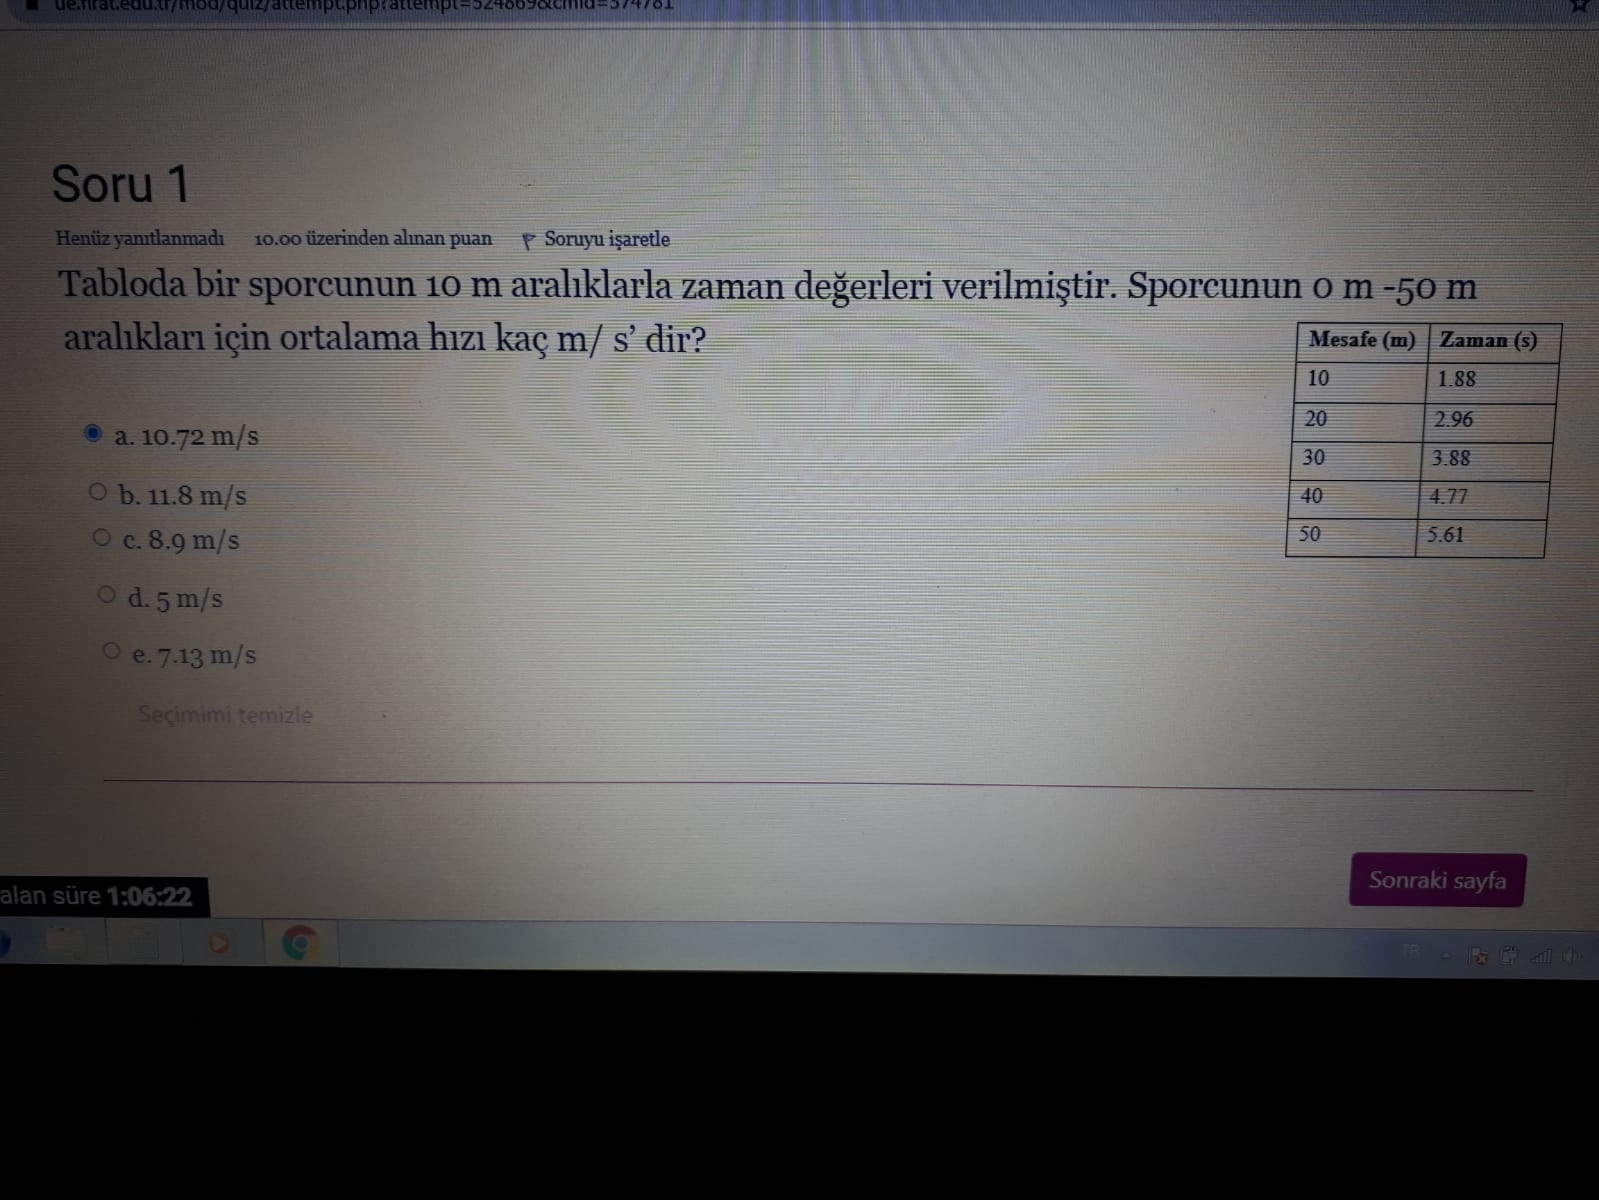 ue.firat.edu.tr/mod/quiz/attempt.php?attempt=524869&cmid=374781
Soru 1
Henüz yanıtlanmadı 10.00 üzerinden alınan puan Soruyu işaretle
Tabloda bir sporcunun 10 m aralıklarla zaman değerleri verilmiştir. Sporcunun 0 m -50 m
aralıkları için ortalama hızı kaç m/ s’ dir?
Mesafe (m) Zaman (s)
10 1.88
20 2.96
30 3.88
40 4.77
50 5.61
a. 10.72 m/s
b. 11.8 m/s
c. 8.9 m/s
d. 5 m/s
e. 7.13 m/s
Seçimimi temizle
Sonraki sayfa
alan süre 1:06:22
TR